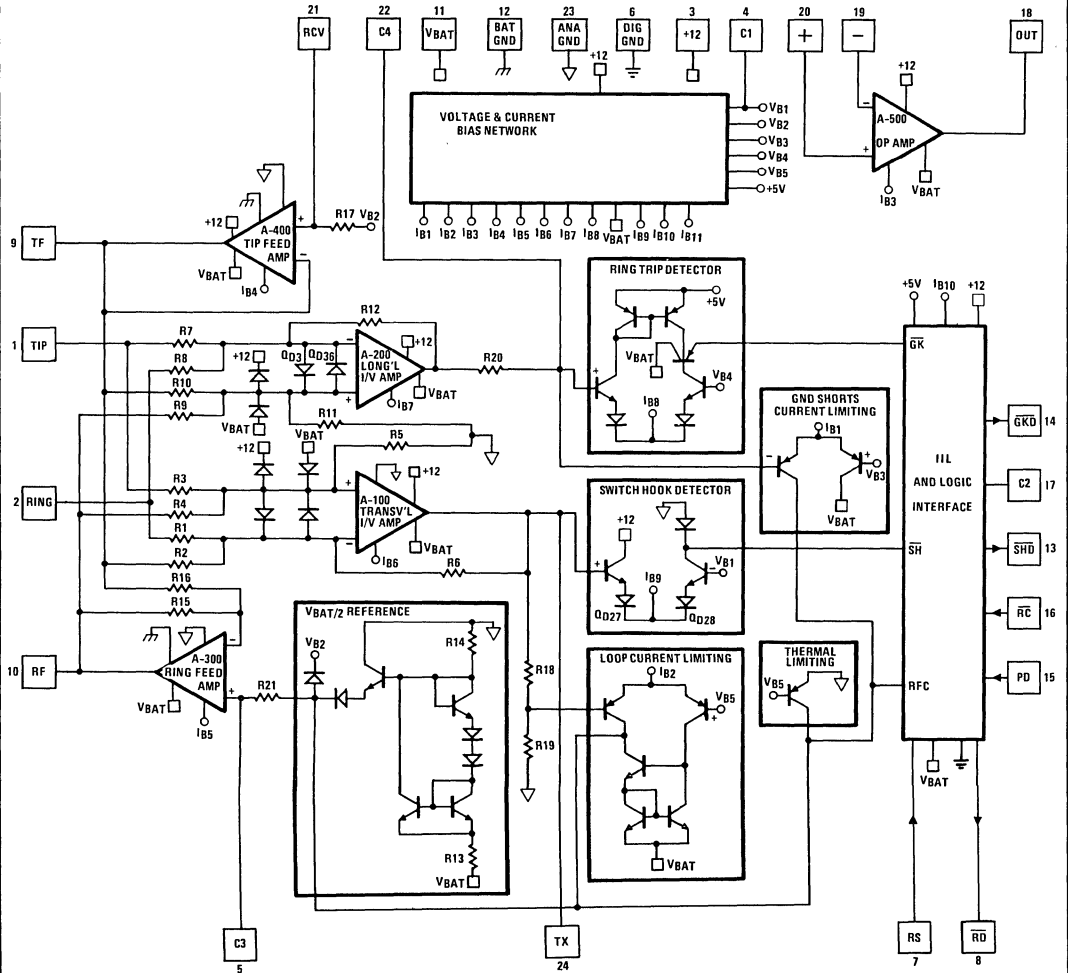 21
22
11
12
23
6
3
4
20
19
18
RCV
C4
VBAT
BAT
GND
ANA
GND
DIG
GND
+12
C1
+
−
OUT
+12
VOLTAGE & CURRENT
BIAS NETWORK
VB1
VB2
VB3
VB4
VB5
+5V
IB1
IB2
IB3
IB4
IB5
IB6
IB7
IB8
VBAT
IB9
IB10
IB11
+12
−
A-500
OP AMP
+
VBAT
IB3
+12
A-400
TIP FEED
AMP
+
−
R17
VB2
VBAT
IB4
9
TF
1
TIP
2
RING
10
RF
R7
R8
R10
R9
+12
VBAT
QD3
QD36
R12
−
A-200
LONG'L
I/V AMP
+
+12
VBAT
IB7
R20
R11
R5
+12
VBAT
R3
R4
R1
R2
R16
R15
+
A-100
TRANSV'L
I/V AMP
−
+12
VBAT
IB6
R6
−
A-300
RING FEED
AMP
+
VBAT
IB5
R21
VBAT/2 REFERENCE
VB2
R14
R13
VBAT
R18
R19
RING TRIP DETECTOR
+5V
VBAT
+
VB4
IB8
GND SHORTS
CURRENT LIMITING
IB1
−
+
VB3
VBAT
SWITCH HOOK DETECTOR
+12
+
IB9
−
VB1
QD27
QD28
LOOP CURRENT LIMITING
IB2
VB5
+
VBAT
THERMAL
LIMITING
VB5
+5V
IB10
+12
GK
IIL
AND LOGIC
INTERFACE
SH
RFC
VBAT
GKD
14
C2
17
SHD
13
RC
16
PD
15
C3
5
TX
24
RS
7
RD
8